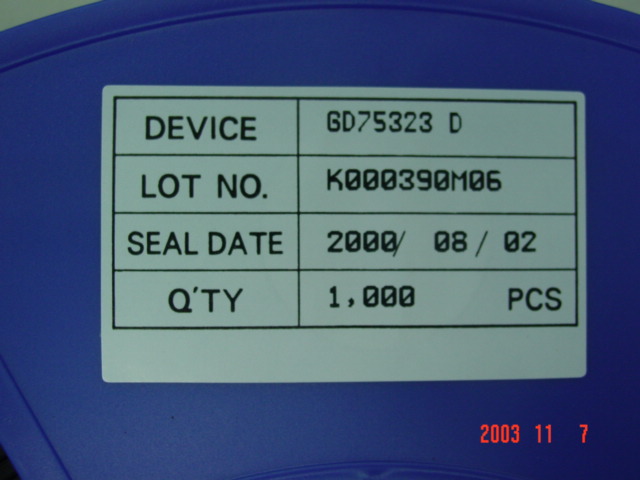 DEVICE GD75323 D
LOT NO. K000390M06
SEAL DATE 2000/ 08 / 02
Q'TY 1,000 PCS
2003 11 7